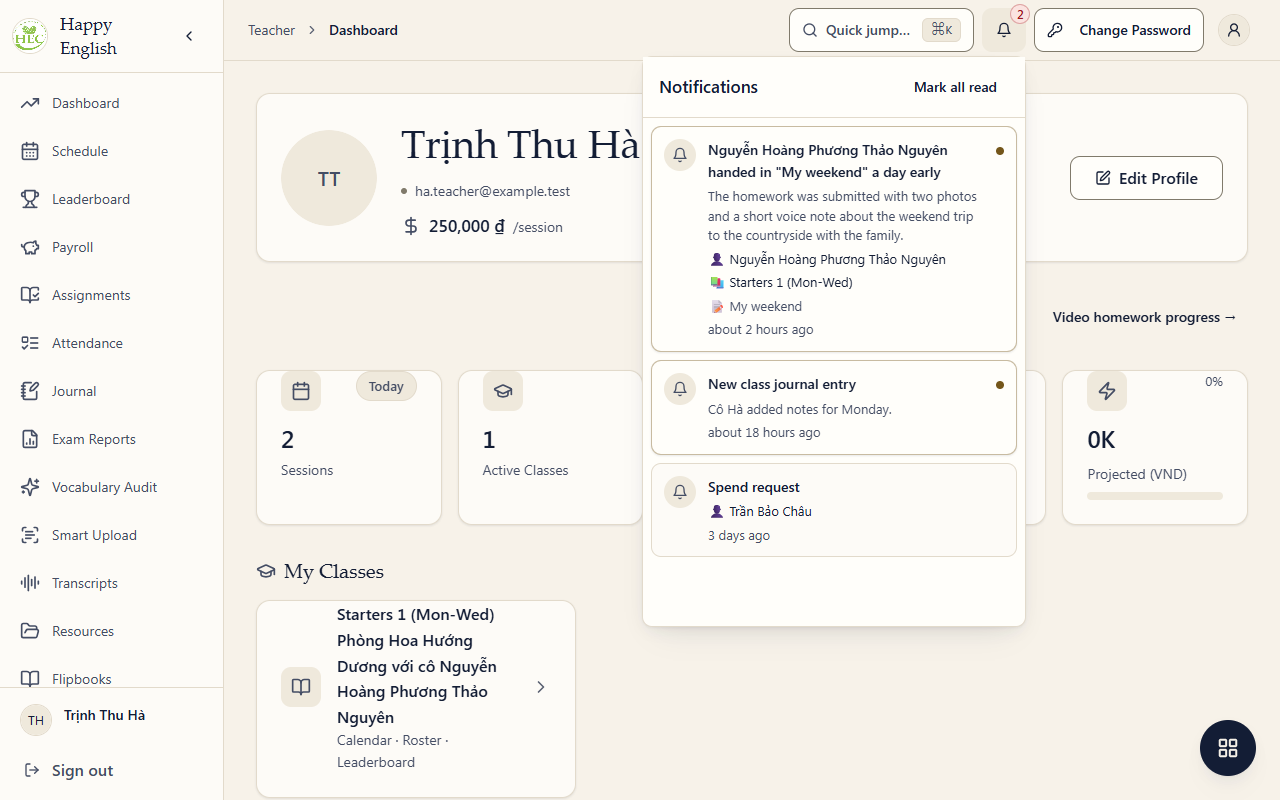 HEC
Happy
English
Teacher
Dashboard
Quick jump...
⌘K
2
Change Password
Dashboard
Schedule
Leaderboard
Payroll
Assignments
Attendance
Journal
Exam Reports
Vocabulary Audit
Smart Upload
Transcripts
Resources
Flipbooks
TH
Trịnh Thu Hà
Sign out
TT
Trịnh Thu Hà
ha.teacher@example.test
250,000 ₫ /session
Edit Profile
Video homework progress →
Today
2
Sessions
1
Active Classes
0%
0K
Projected (VND)
My Classes
Starters 1 (Mon-Wed)
Phòng Hoa Hướng
Dương với cô Nguyễn
Hoàng Phương Thảo
Nguyên
Calendar · Roster ·
Leaderboard
Notifications
Mark all read
Nguyễn Hoàng Phương Thảo Nguyên
handed in "My weekend" a day early
The homework was submitted with two photos
and a short voice note about the weekend trip
to the countryside with the family.
Nguyễn Hoàng Phương Thảo Nguyên
Starters 1 (Mon-Wed)
My weekend
about 2 hours ago
New class journal entry
Cô Hà added notes for Monday.
about 18 hours ago
Spend request
Trần Bảo Châu
3 days ago